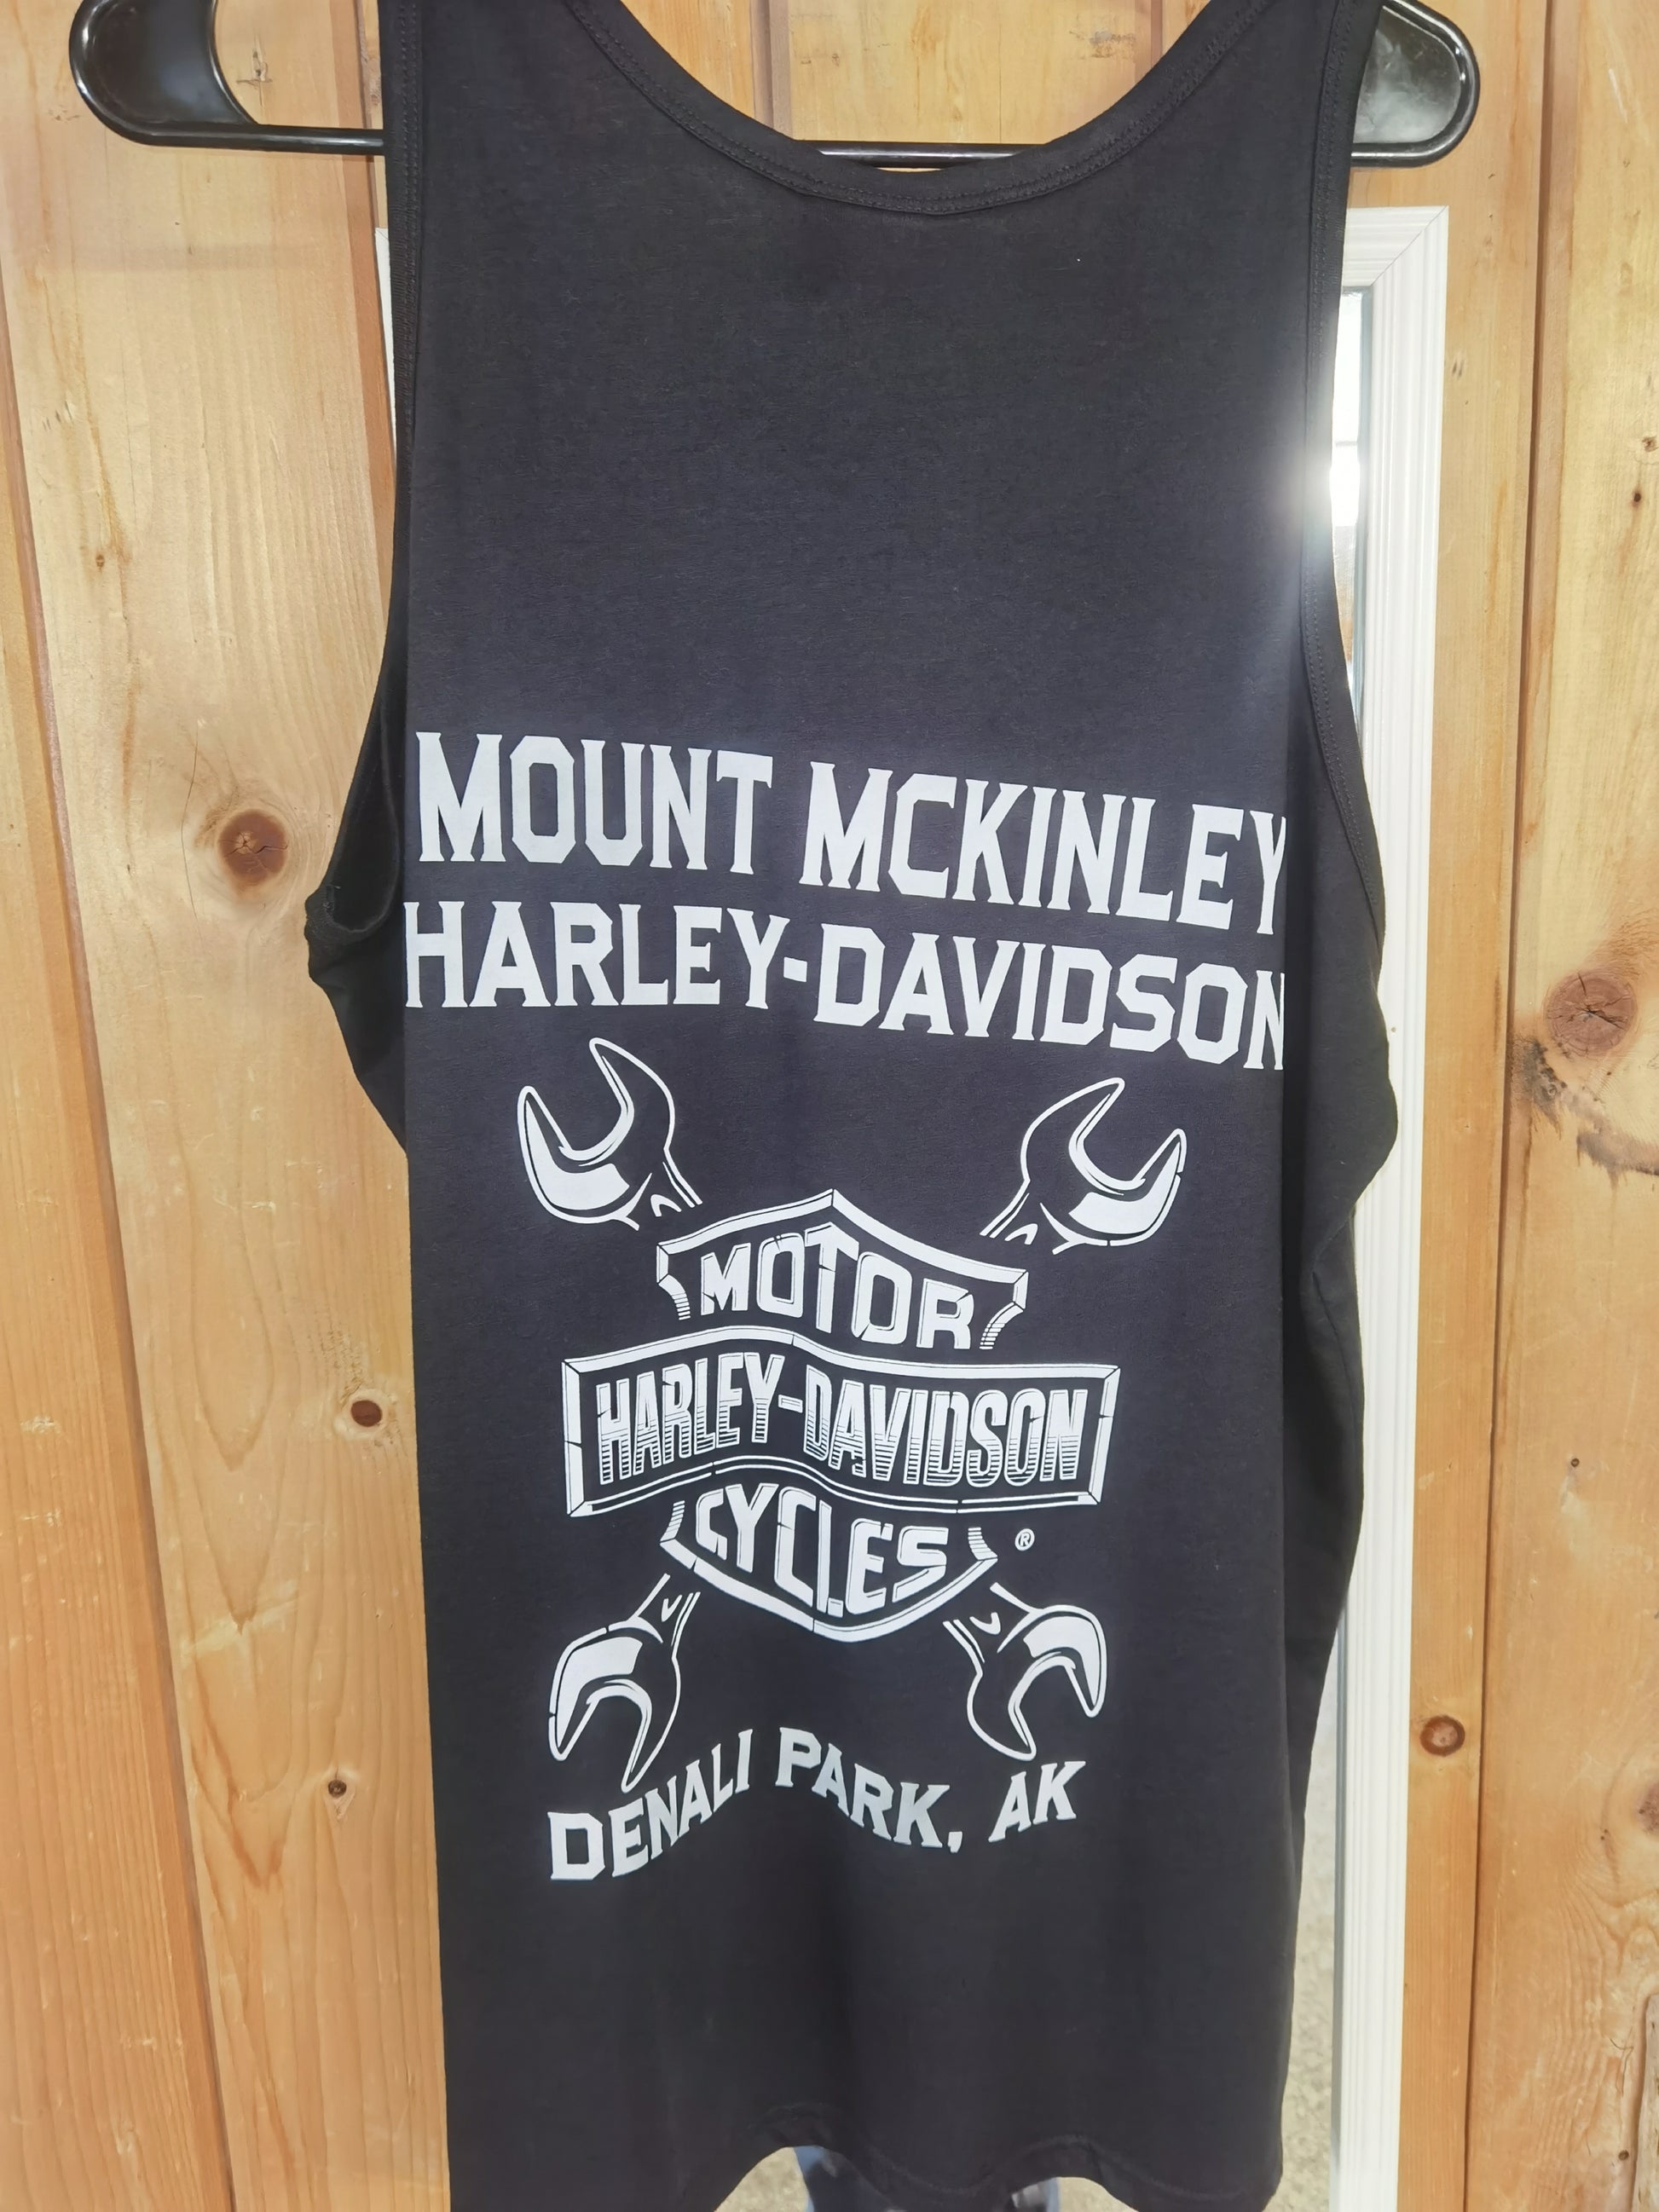 MOUNT MCKINLEY
HARLEY-DAVIDSON
MOTOR
HARLEY-DAVIDSON
CYCLES
®
DENALI PARK, AK